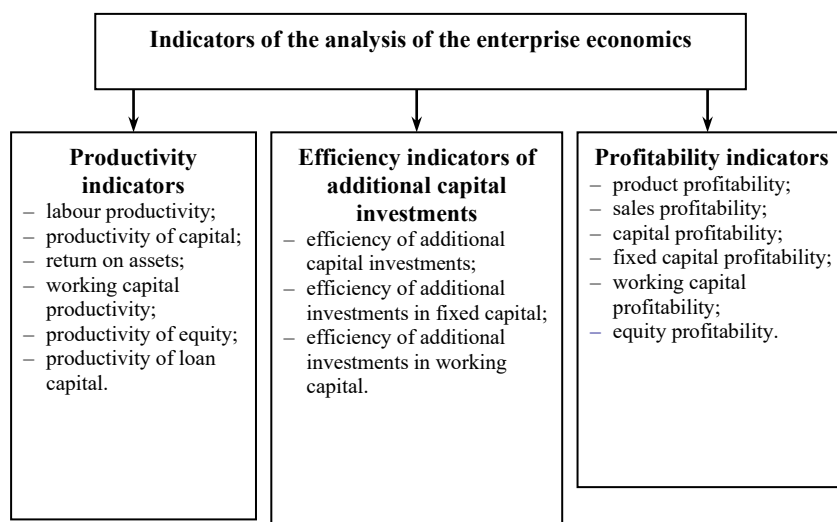 Indicators of the analysis of the enterprise economics
Productivity
indicators
– labour productivity;
– productivity of capital;
– return on assets;
– working capital
productivity;
– productivity of equity;
– productivity of loan
capital.
Efficiency indicators of
additional capital
investments
– efficiency of additional
capital investments;
– efficiency of additional
investments in fixed capital;
– efficiency of additional
investments in working
capital.
Profitability indicators
– product profitability;
– sales profitability;
– capital profitability;
– fixed capital profitability;
– working capital
profitability;
– equity profitability.